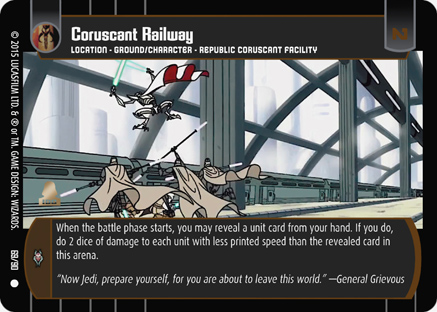 Coruscant Railway
LOCATION - GROUND/CHARACTER - REPUBLIC CORUSCANT FACILITY
When the battle phase starts, you may reveal a unit card from your hand. If you do,
do 2 dice of damage to each unit with less printed speed than the revealed card in
this arena.
"Now Jedi, prepare yourself, for you are about to leave this world." —General Grievous
© 2015 LUCASFILM LTD. & ® or TM. GAME DESIGN: WIZARDS.